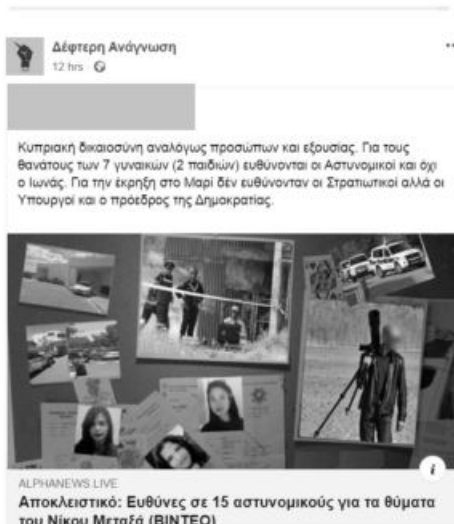 Δέφτερη Ανάγνωση
12 hrs
Κυπριακή δικαιοσύνη αναλόγως προσώπων και εξουσίας. Για τους
θανάτους των 7 γυναικών (2 παιδιών) ευθύνονται οι Αστυνομικοί και όχι
ο Ιωνάς. Για την έκρηξη στο Μαρί δέν ευθύνονταν οι Στρατιωτικοί αλλά οι
Υπουργοί και ο πρόεδρος της Δημοκρατίας.
ALPHANEWS.LIVE
Αποκλειστικό: Ευθύνες σε 15 αστυνομικούς για τα θύματα
του Νίκου Μεταξά (ΒΙΝΤΕΟ)